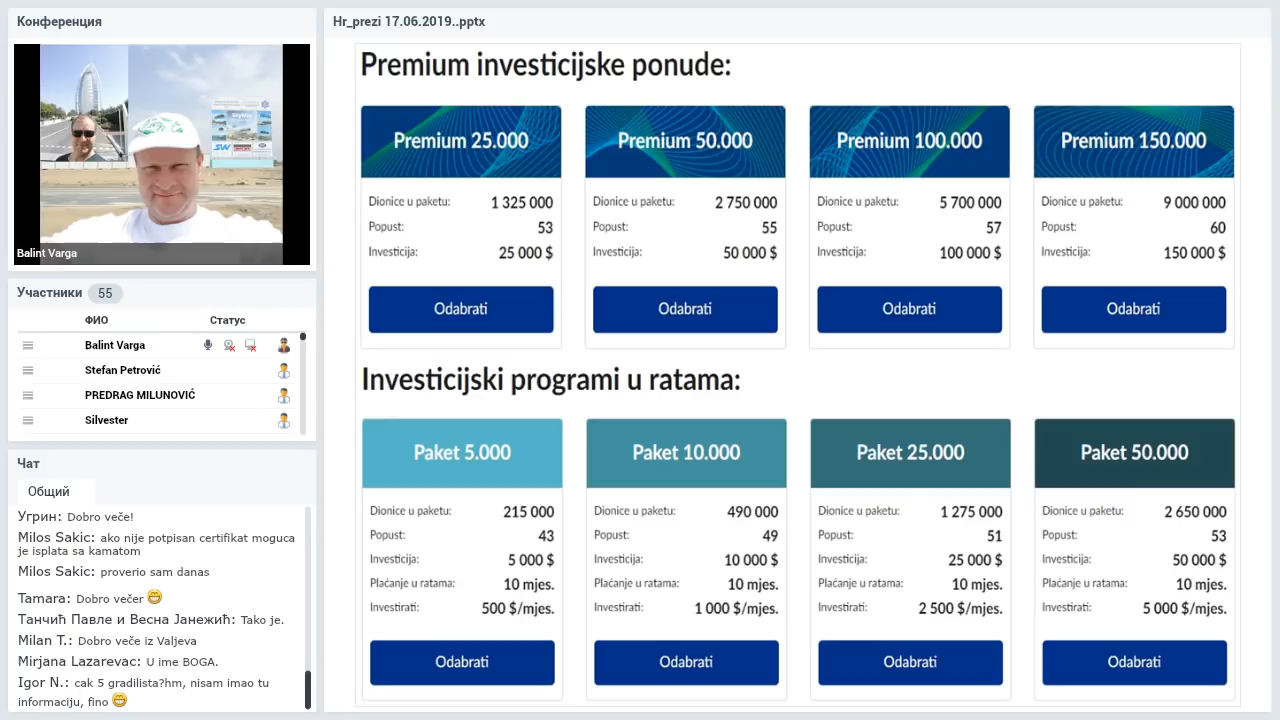 Конференция
SkyWay
SW
Balint Varga
Участники 55
ФИО Статус
Balint Varga
Stefan Petrović
PREDRAG MILUNOVIĆ
Silvester
Чат
Общий
Угрин: Dobro veče!
Milos Sakic: ako nije potpisan certifikat moguca
je isplata sa kamatom
Milos Sakic: proverio sam danas
Tamara: Dobro večer
Танчић Павле и Весна Јанежић: Tako je.
Milan T.: Dobro veče iz Valjeva
Mirjana Lazarevac: U ime BOGA.
Igor N.: cak 5 gradilista?hm, nisam imao tu
informaciju, fino
Hr_prezi 17.06.2019..pptx
Premium investicijske ponude:
Premium 25.000
Dionice u paketu: 1 325 000
Popust: 53
Investicija: 25 000 $
Odabrati
Premium 50.000
Dionice u paketu: 2 750 000
Popust: 55
Investicija: 50 000 $
Odabrati
Premium 100.000
Dionice u paketu: 5 700 000
Popust: 57
Investicija: 100 000 $
Odabrati
Premium 150.000
Dionice u paketu: 9 000 000
Popust: 60
Investicija: 150 000 $
Odabrati
Investicijski programi u ratama:
Paket 5.000
Dionice u paketu: 215 000
Popust: 43
Investicija: 5 000 $
Plaćanje u ratama: 10 mjes.
Investirati: 500 $/mjes.
Odabrati
Paket 10.000
Dionice u paketu: 490 000
Popust: 49
Investicija: 10 000 $
Plaćanje u ratama: 10 mjes.
Investirati: 1 000 $/mjes.
Odabrati
Paket 25.000
Dionice u paketu: 1 275 000
Popust: 51
Investicija: 25 000 $
Plaćanje u ratama: 10 mjes.
Investirati: 2 500 $/mjes.
Odabrati
Paket 50.000
Dionice u paketu: 2 650 000
Popust: 53
Investicija: 50 000 $
Plaćanje u ratama: 10 mjes.
Investirati: 5 000 $/mjes.
Odabrati